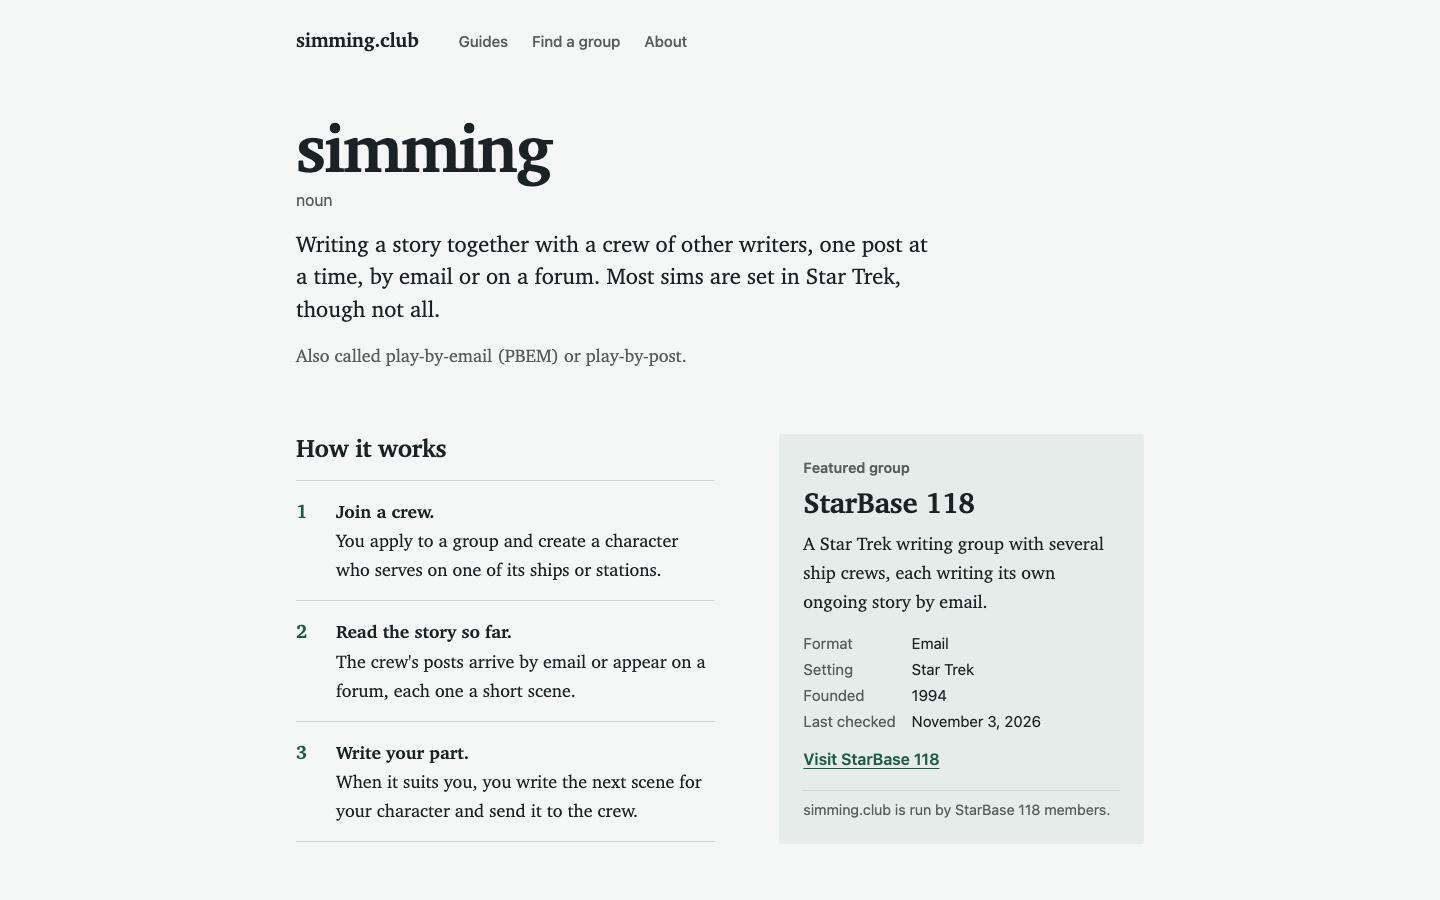 simming.club Guides Find a group About
simming
noun
Writing a story together with a crew of other writers, one post at
a time, by email or on a forum. Most sims are set in Star Trek,
though not all.
Also called play-by-email (PBEM) or play-by-post.
How it works
1 Join a crew.
You apply to a group and create a character
who serves on one of its ships or stations.
2 Read the story so far.
The crew's posts arrive by email or appear on a
forum, each one a short scene.
3 Write your part.
When it suits you, you write the next scene for
your character and send it to the crew.
Featured group
StarBase 118
A Star Trek writing group with several
ship crews, each writing its own
ongoing story by email.
Format Email
Setting Star Trek
Founded 1994
Last checked November 3, 2026
Visit StarBase 118
simming.club is run by StarBase 118 members.